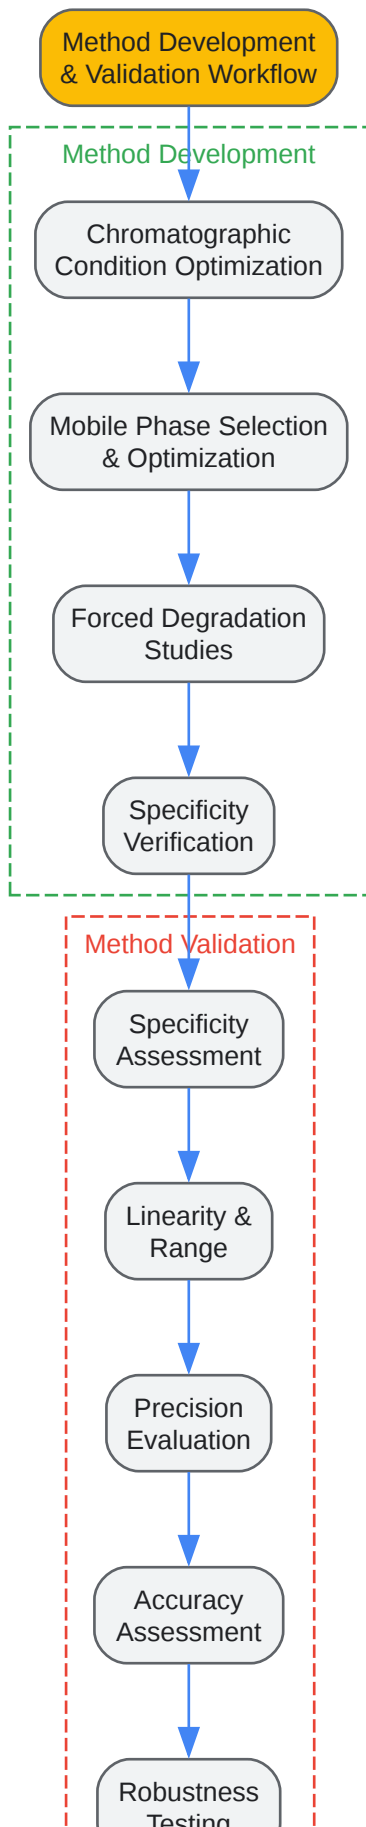 Method Development
& Validation Workflow
Method Development
Chromatographic
Condition Optimization
Mobile Phase Selection
& Optimization
Forced Degradation
Studies
Specificity
Verification
Method Validation
Specificity
Assessment
Linearity &
Range
Precision
Evaluation
Accuracy
Assessment
Robustness
Testing